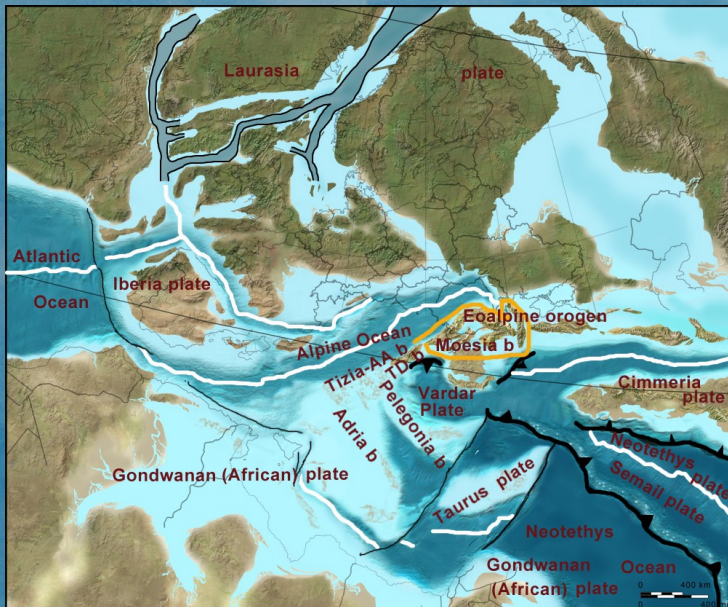 Laurasia plate
Atlantic
Ocean
Iberia plate
Alpine Ocean
Eoalpine orogen
Moesia b
Tizia-AA b
TD b
Vardar
Plate
Pelegonia b
Adria b
Cimmeria
plate
Gondwanan (African) plate
Taurus plate
Neotethys
plate
Semail plate
Neotethys
Ocean
Gondwanan
(African) plate
0 400 km